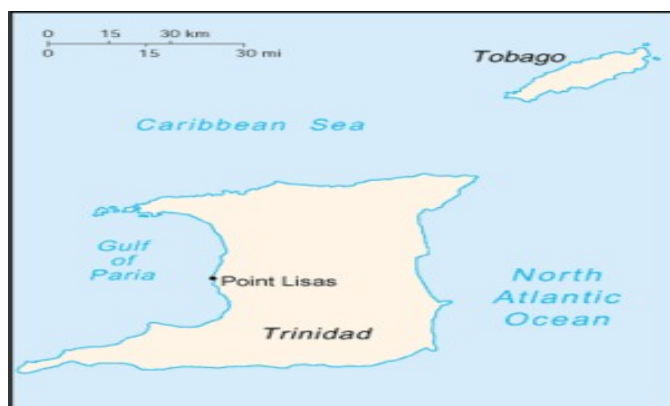 0 15 30 km
0 15 30 mi
Tobago
Caribbean Sea
Gulf
of
Paria
Point Lisas
North
Atlantic
Ocean
Trinidad